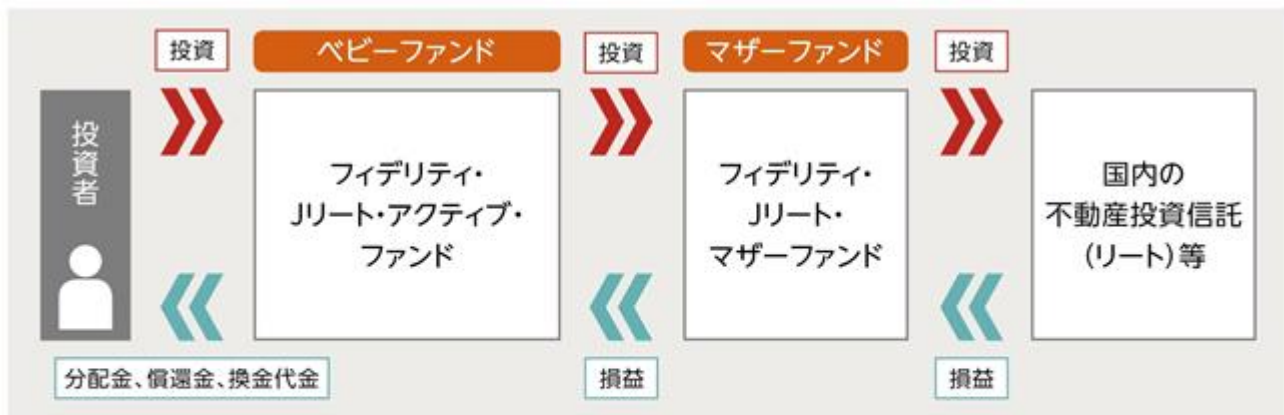 投資
ベビーファンド
投資
マザーファンド
投資
投資者
フィデリティ・
Jリート・アクティブ・
ファンド
フィデリティ・
Jリート・
マザーファンド
国内の
不動産投資信託
(リート)等
分配金、償還金、換金代金
損益
損益